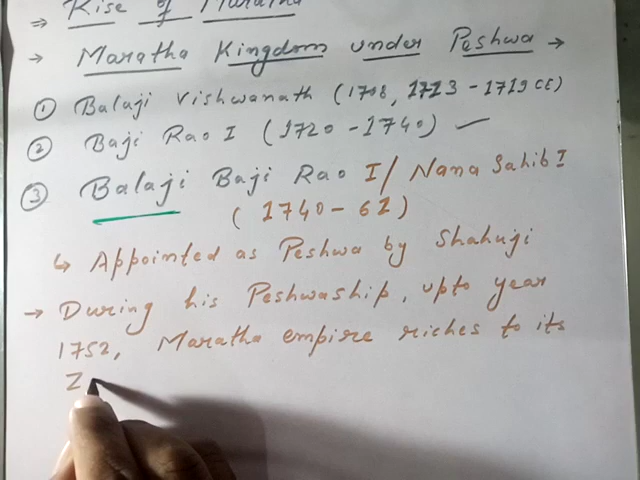 ⇒ Rise of Maratha
→ Maratha Kingdom under Peshwa →
① Balaji Vishwanath (1708, 1713 - 1719 CE)
② Baji Rao I (1720 - 1740)
③ Balaji Baji Rao I / Nana Sahib I
(1740 - 61)
↳ Appointed as Peshwa by Shahuji
→ During his Peshwaship, upto year
1752, Maratha empire riches to its
Z